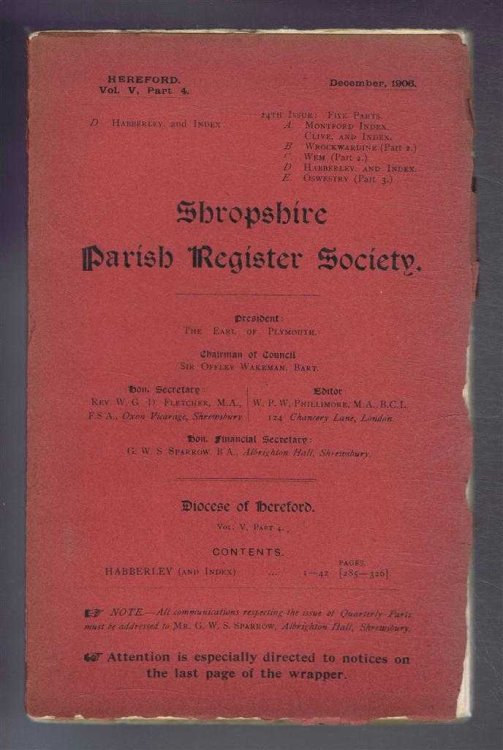 HEREFORD.
Vol. V, Part 4.
December, 1906.
D HABBERLEY, and INDEX
24TH ISSUE: FIVE PARTS.
A MONTFORD INDEX.
CLIVE, AND INDEX.
B WROCKWARDINE (Part 2.)
C WEM (Part 2.)
D HABBERLEY, AND INDEX.
E. OSWESTRY (Part 3.)
Shropshire
Parish Register Society.
President:
THE EARL OF PLYMOUTH.
Chairman of Council
SIR OFFLEY WAKEMAN, BART.
Hon. Secretary:
REV. W. G. D. FLETCHER, M.A.,
F.S.A., Oxon Vicarage, Shrewsbury
Editor
W. P. W. PHILLIMORE, M.A., B.C.L.
124 Chancery Lane, London.
Hon. Financial Secretary:
G. W. S. SPARROW, B.A., Albrighton Hall, Shrewsbury.
Diocese of Hereford.
VOL. V, PART 4.
CONTENTS.
PAGES.
HABBERLEY (AND INDEX) ... 1—42 [285—326]
☞ NOTE.—All communications respecting the issue of Quarterly Parts
must be addressed to MR. G. W. S. SPARROW, Albrighton Hall, Shrewsbury.
☞ Attention is especially directed to notices on
the last page of the wrapper.